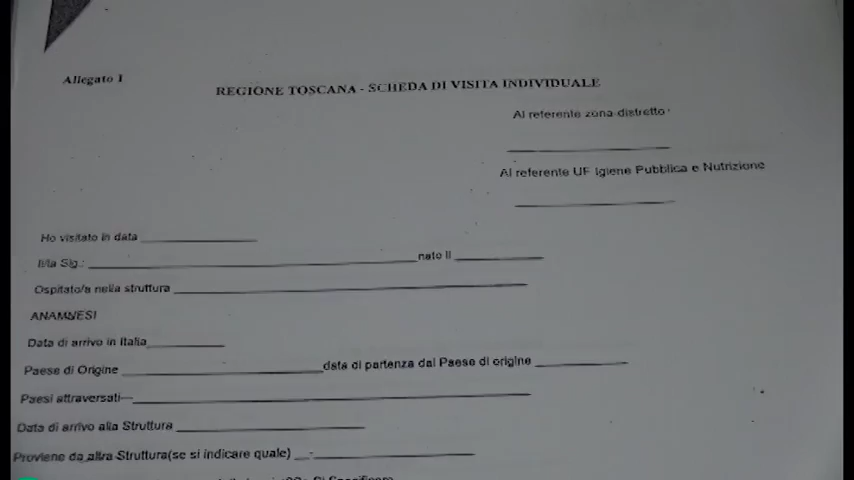 Allegato 1
REGIONE TOSCANA - SCHEDA DI VISITA INDIVIDUALE
Al referente zona-distretto
Al referente UF Igiene Pubblica e Nutrizione
Ho visitato in data
Il/la Sig.: nato il
Ospitato/a nella struttura
ANAMNESI
Data di arrivo in Italia
Paese di Origine data di partenza dal Paese di origine
Paesi attraversati
Data di arrivo alla Struttura
Proviene da altra Struttura(se si indicare quale)